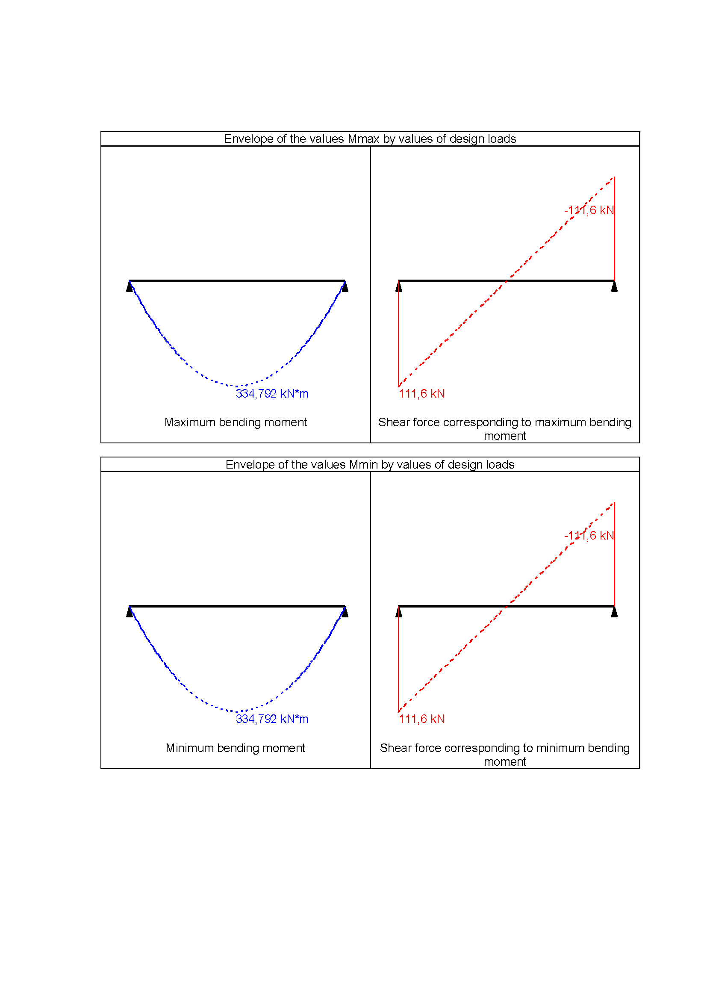 Envelope of the values Mmax by values of design loads
-111,6 kN
334,792 kN*m
111,6 kN
Maximum bending moment
Shear force corresponding to maximum bending
moment
Envelope of the values Mmin by values of design loads
-111,6 kN
334,792 kN*m
111,6 kN
Minimum bending moment
Shear force corresponding to minimum bending
moment